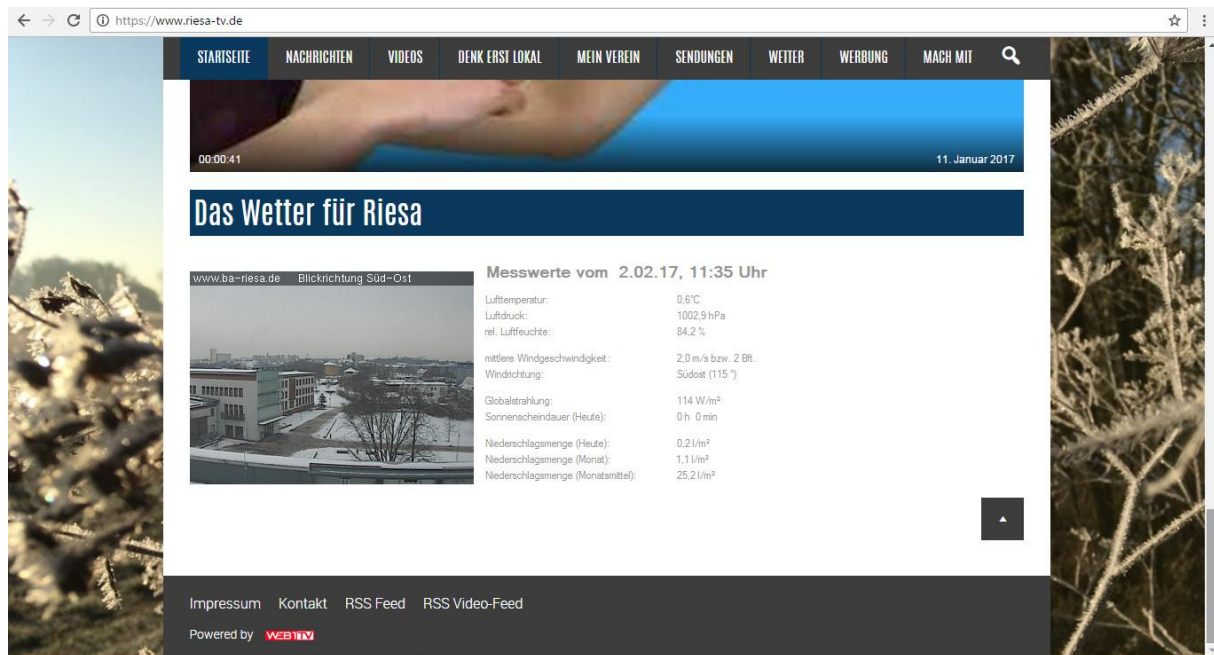 https://www.riesa-tv.de
STARTSEITE NACHRICHTEN VIDEOS DENK ERST LOKAL MEIN VEREIN SENDUNGEN WETTER WERBUNG MACH MIT
00:00:41 11. Januar 2017
Das Wetter für Riesa
www.ba-riesa.de Blickrichtung Süd-Ost
Messwerte vom 2.02.17, 11:35 Uhr
Lufttemperatur: 0,6°C
Luftdruck: 1002,9 hPa
rel. Luftfeuchte: 84,2 %
mittlere Windgeschwindigkeit: 2,0 m/s bzw. 2 Bft.
Windrichtung: Südost (115 °)
Globalstrahlung: 114 W/m²
Sonnenscheindauer (Heute): 0 h 0 min
Niederschlagsmenge (Heute): 0,2 l/m²
Niederschlagsmenge (Monat): 1,1 l/m²
Niederschlagsmenge (Monatsmittel): 25,2 l/m²
Impressum Kontakt RSS Feed RSS Video-Feed
Powered by WEB1TV